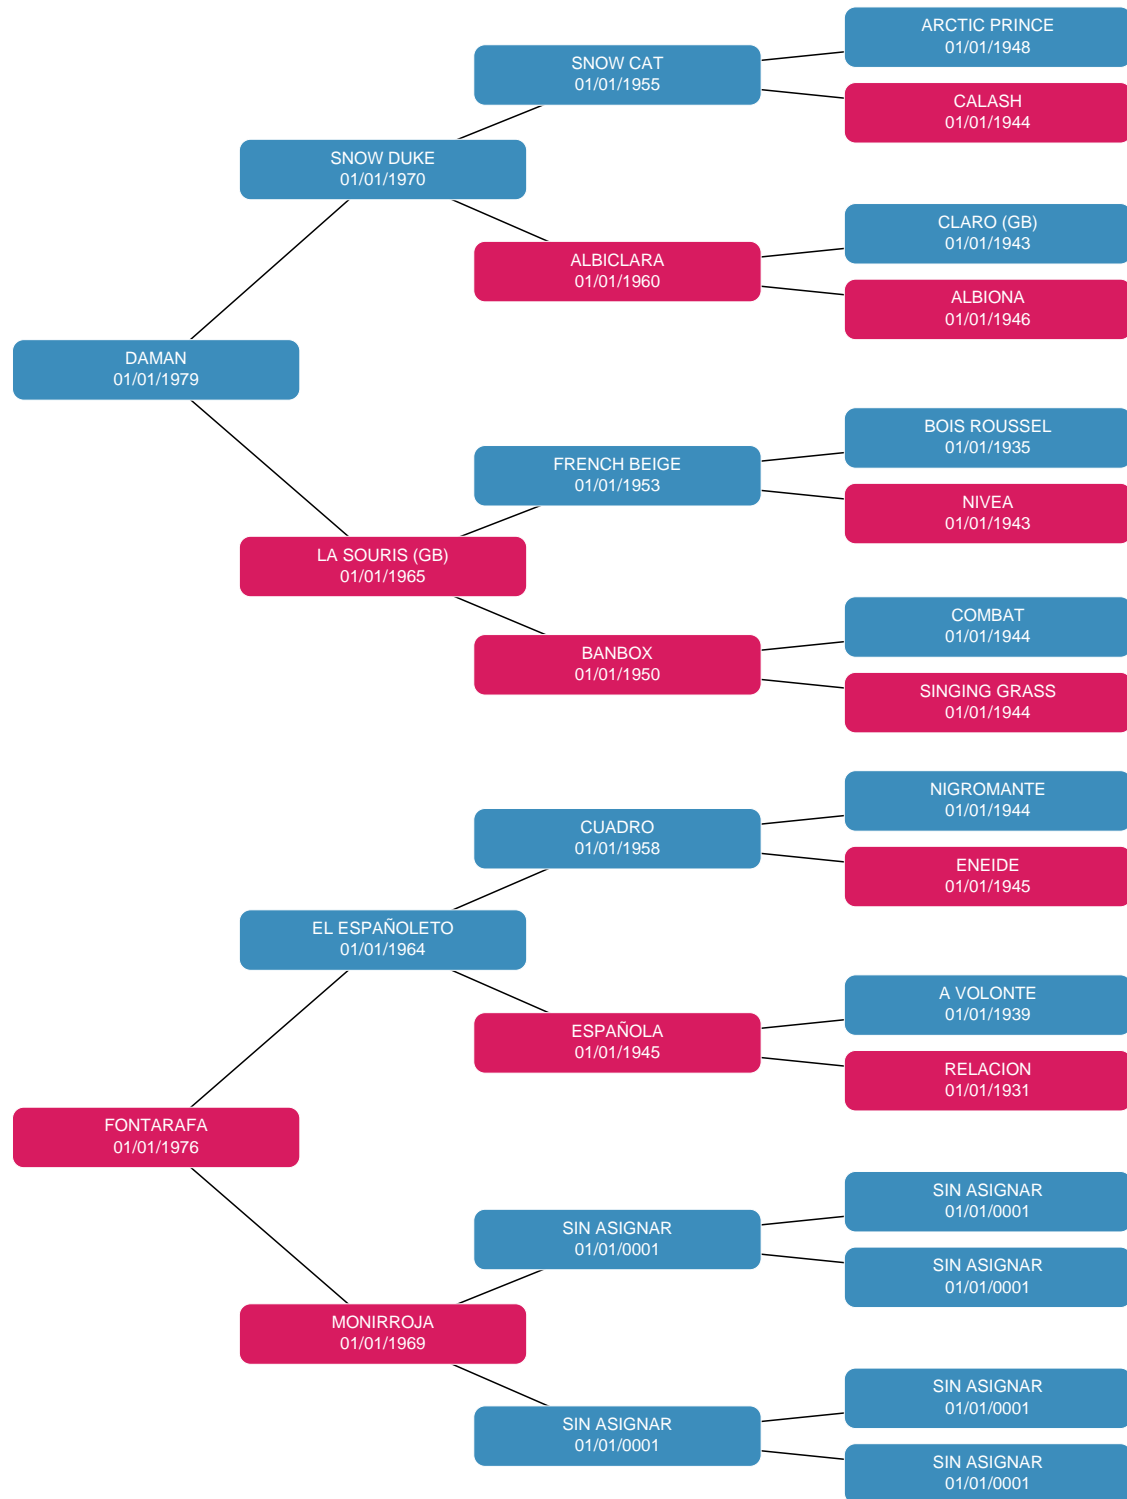 ARCTIC PRINCE
01/01/1948
SNOW CAT
01/01/1955
CALASH
01/01/1944
SNOW DUKE
01/01/1970
CLARO (GB)
01/01/1943
ALBICLARA
01/01/1960
ALBIONA
01/01/1946
DAMAN
01/01/1979
BOIS ROUSSEL
01/01/1935
FRENCH BEIGE
01/01/1953
NIVEA
01/01/1943
LA SOURIS (GB)
01/01/1965
COMBAT
01/01/1944
BANBOX
01/01/1950
SINGING GRASS
01/01/1944
NIGROMANTE
01/01/1944
CUADRO
01/01/1958
ENEIDE
01/01/1945
EL ESPAÑOLETO
01/01/1964
A VOLONTE
01/01/1939
ESPAÑOLA
01/01/1945
RELACION
01/01/1931
FONTARAFA
01/01/1976
SIN ASIGNAR
01/01/0001
SIN ASIGNAR
01/01/0001
SIN ASIGNAR
01/01/0001
MONIRROJA
01/01/1969
SIN ASIGNAR
01/01/0001
SIN ASIGNAR
01/01/0001
SIN ASIGNAR
01/01/0001